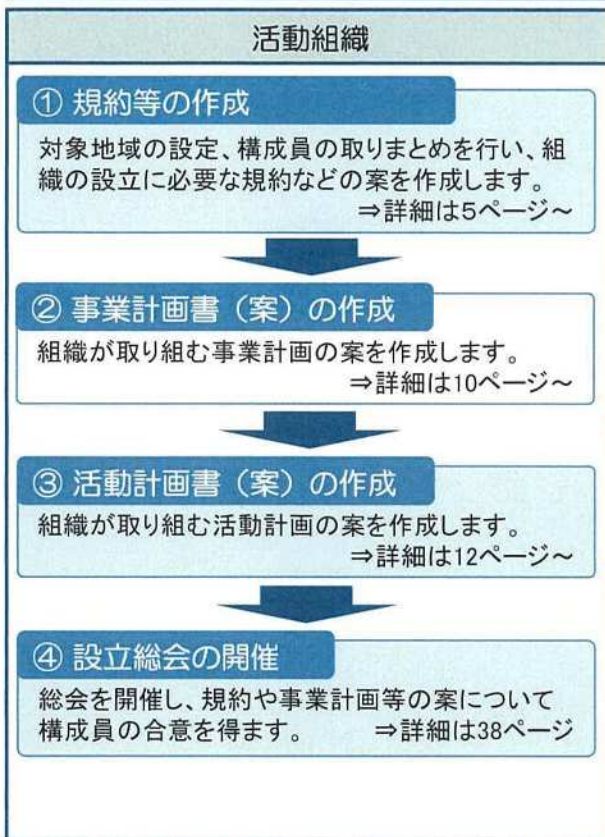 活動組織
① 規約等の作成
対象地域の設定、構成員の取りまとめを行い、組
織の設立に必要な規約などの案を作成します。
⇒詳細は5ページ～
② 事業計画書（案）の作成
組織が取り組む事業計画の案を作成します。
⇒詳細は10ページ～
③ 活動計画書（案）の作成
組織が取り組む活動計画の案を作成します。
⇒詳細は12ページ～
④ 設立総会の開催
総会を開催し、規約や事業計画等の案について
構成員の合意を得ます。　⇒詳細は38ページ